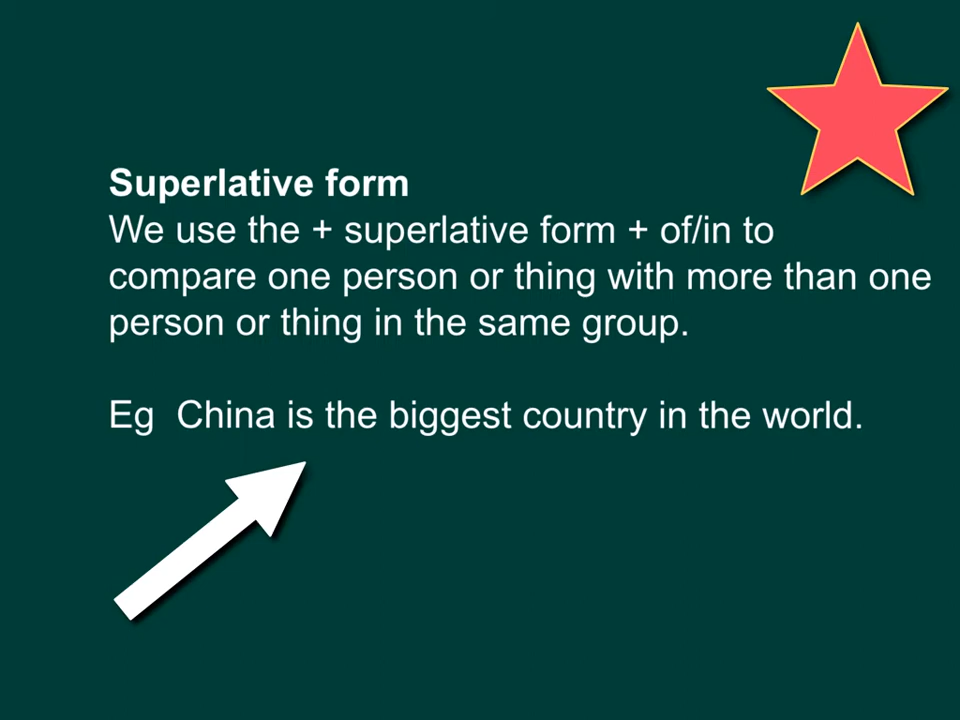 Superlative form
We use the + superlative form + of/in to
compare one person or thing with more than one
person or thing in the same group.
Eg  China is the biggest country in the world.